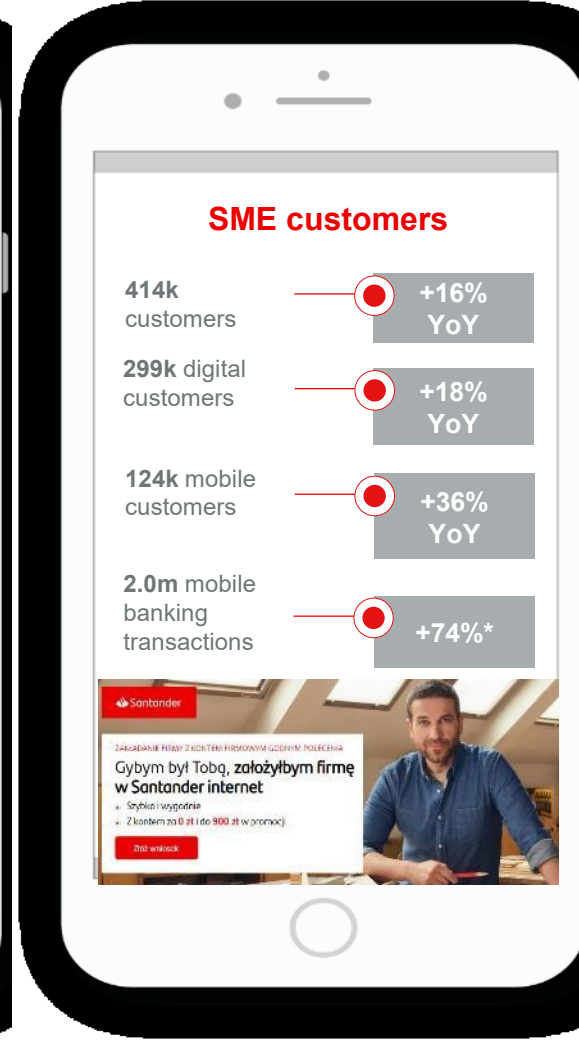 SME customers
414k
customers
+16%
YoY
299k digital
customers
+18%
YoY
124k mobile
customers
+36%
YoY
2.0m mobile
banking
transactions
+74%*
Santander
ZAKŁADANIE FIRMY Z KONTEM FIRMOWYM GODNYM POLECENIA
Gybym był Tobą, założyłbym firmę
w Santander internet
» Szybko i wygodnie
» Z kontem za 0 zł i do 900 zł w promocji
Złóż wniosek